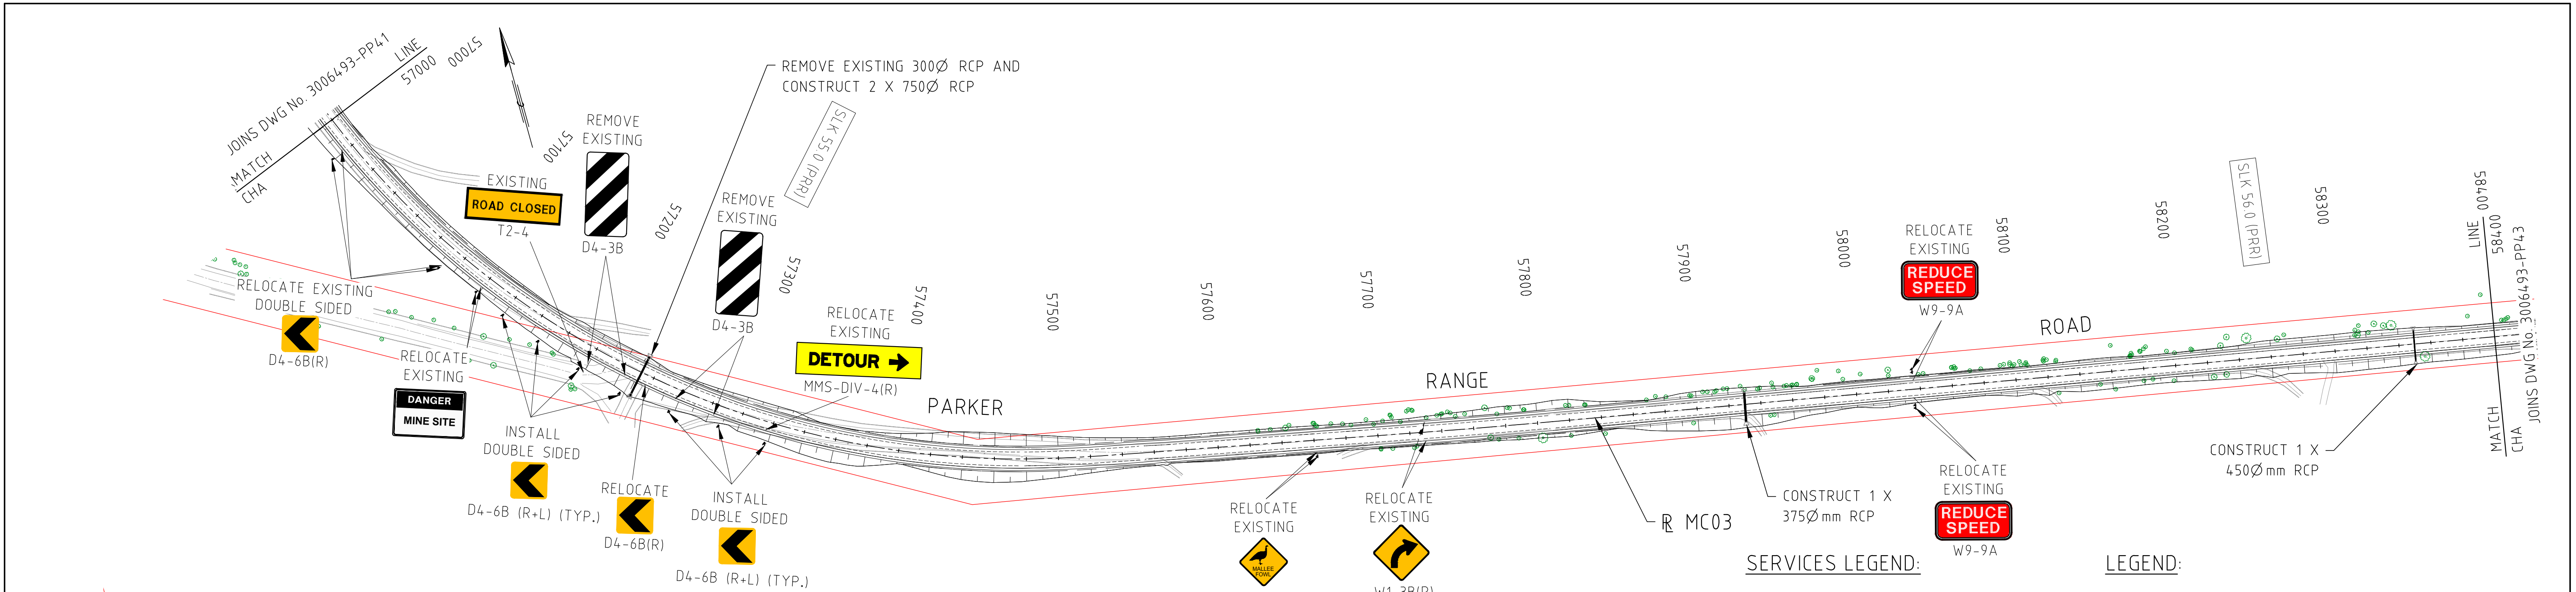 JOINS DWG No. 3006493-PP41
MATCH LINE
CHA 57000
57000
57100
REMOVE EXISTING 300Ø RCP AND
CONSTRUCT 2 X 750Ø RCP
SLK 55.0 (PRR)
REMOVE
EXISTING
D4-3B
EXISTING
ROAD CLOSED
T2-4
57200
REMOVE
EXISTING
D4-3B
57300
RELOCATE EXISTING
DOUBLE SIDED
D4-6B(R)
RELOCATE
EXISTING
DANGER
MINE SITE
INSTALL
DOUBLE SIDED
D4-6B (R+L) (TYP.)
RELOCATE
D4-6B(R)
INSTALL
DOUBLE SIDED
D4-6B (R+L) (TYP.)
RELOCATE
EXISTING
DETOUR
MMS-DIV-4(R)
57400
57500
57600
57700
57800
57900
58000
58100
58200
58300
58400
PARKER
RANGE
ROAD
RELOCATE
EXISTING
MALLEE
FOWL
RELOCATE
EXISTING
W1-3B(R)
MC03
CONSTRUCT 1 X
375Ømm RCP
RELOCATE
EXISTING
REDUCE
SPEED
W9-9A
RELOCATE
EXISTING
REDUCE
SPEED
W9-9A
SLK 56.0 (PRR)
CONSTRUCT 1 X
450Ømm RCP
MATCH LINE
CHA 58400
JOINS DWG No. 3006493-PP43
SERVICES LEGEND:
LEGEND: